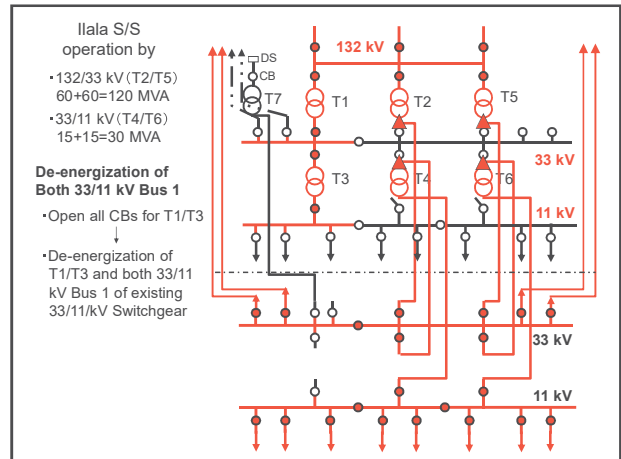 Ilala S/S
operation by
・132/33 kV (T2/T5)
60+60=120 MVA
・33/11 kV (T4/T6)
15+15=30 MVA
De-energization of
Both 33/11 kV Bus 1
・Open all CBs for T1/T3
・De-energization of
T1/T3 and both 33/11
kV Bus 1 of existing
33/11/kV Switchgear
DS
CB
T7
132 kV
T1
T2
T5
33 kV
T3
T4
T6
11 kV
33 kV
11 kV